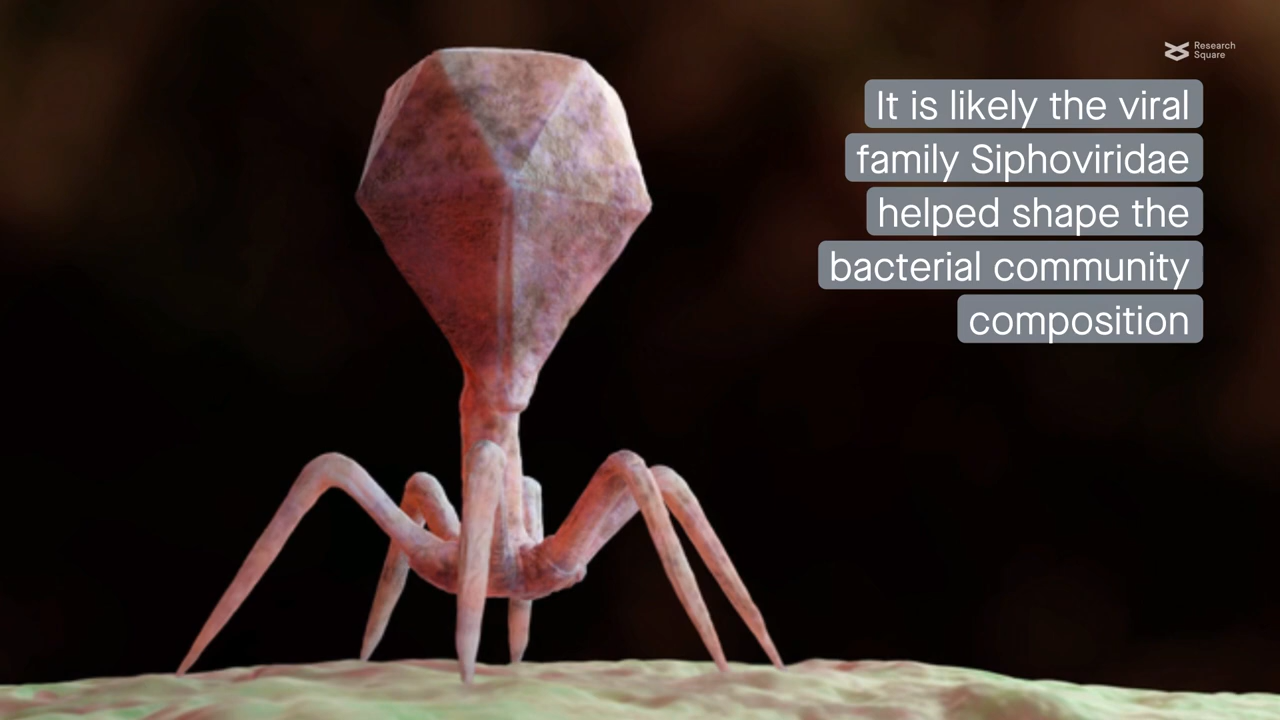 Research
Square
It is likely the viral
family Siphoviridae
helped shape the
bacterial community
composition